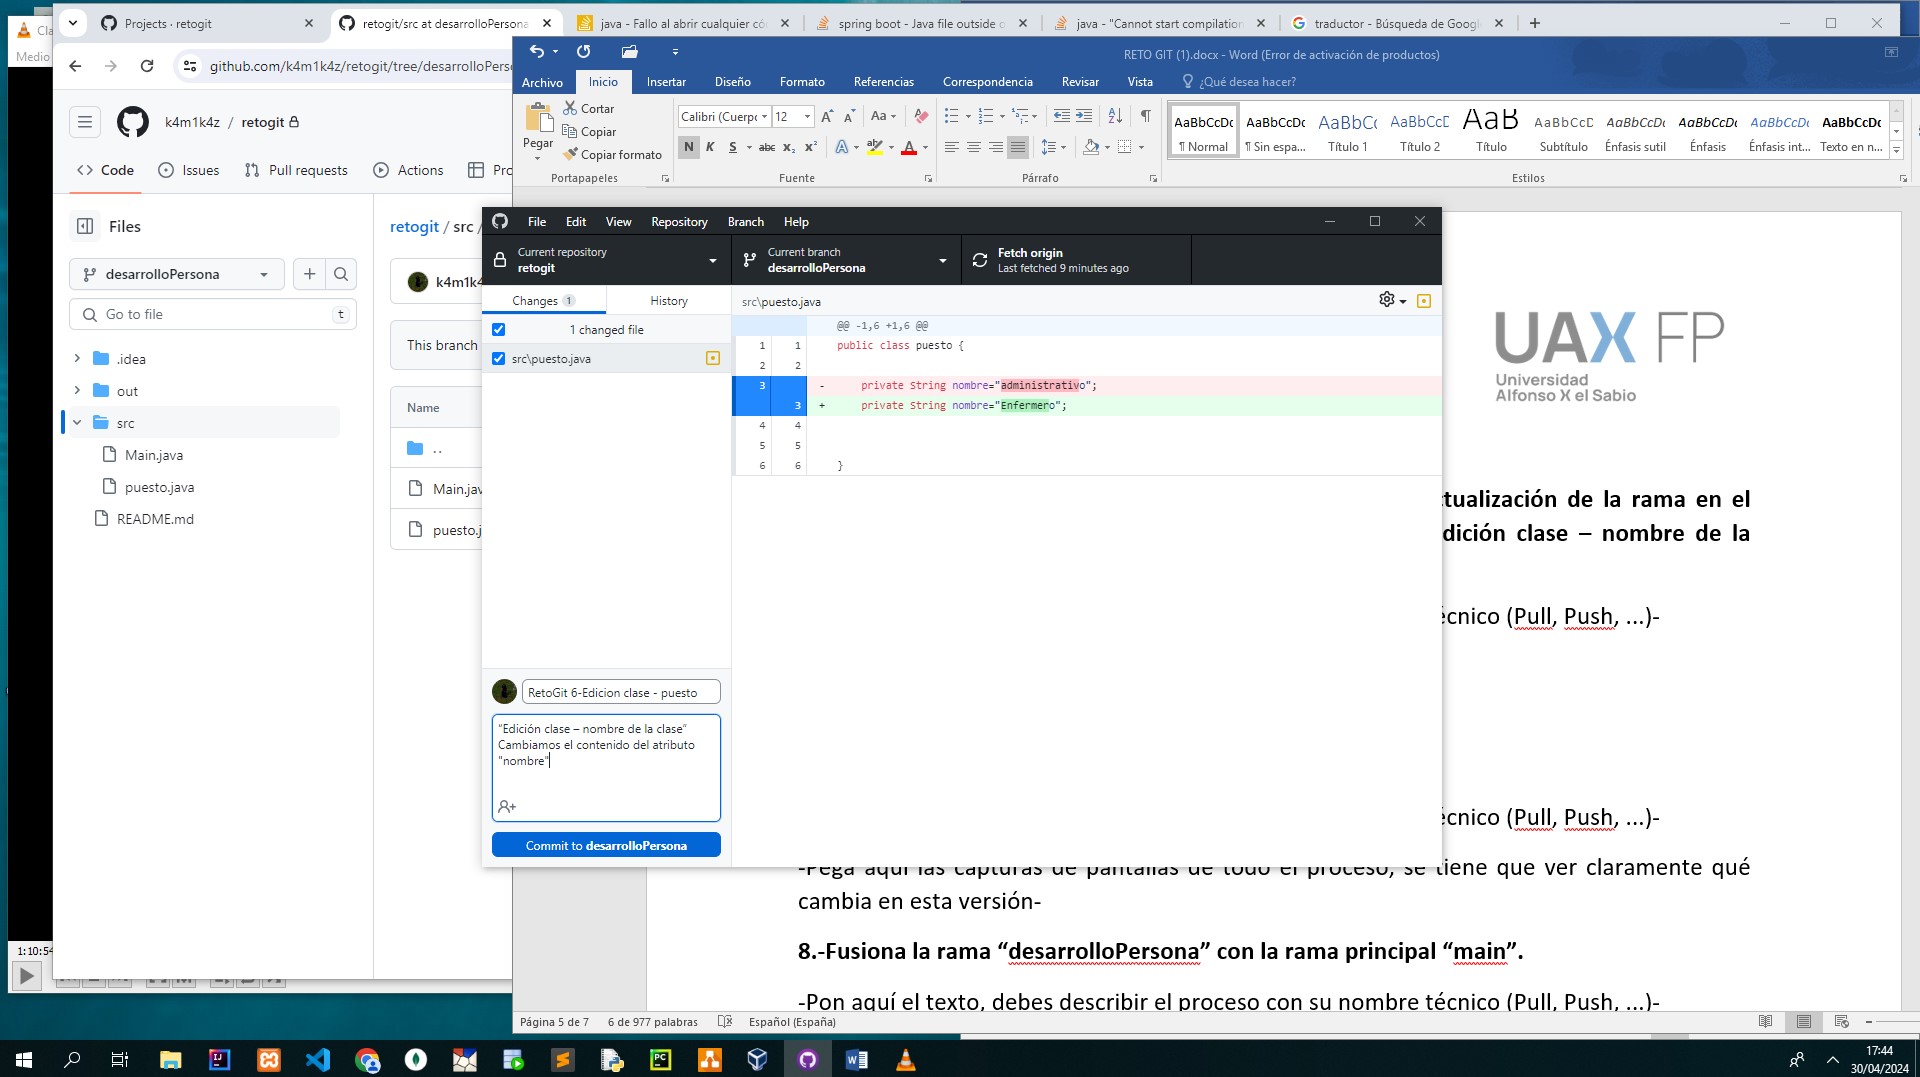 Projects · retogit
retogit/src at desarrolloPersona
java - Fallo al abrir cualquier có
spring boot - Java file outside o
java - "Cannot start compilation
traductor - Búsqueda de Googl
Medio
github.com/k4m1k4z/retogit/tree/desarrolloPerso
RETO GIT (1).docx - Word (Error de activación de productos)
Archivo Inicio Insertar Diseño Formato Referencias Correspondencia Revisar Vista ¿Qué desea hacer?
Pegar
Cortar
Copiar
Copiar formato
Portapapeles
Calibri (Cuerpo 12
N K S abc x₂ x² A ab A
Fuente
Párrafo
AaBbCcDc AaBbCcDc AaBbC AaBbCcE AaB AaBbCcD AaBbCcDc AaBbCcDc AaBbCcDc AaBbCcDc
¶ Normal ¶ Sin espa... Título 1 Título 2 Título Subtítulo Énfasis sutil Énfasis Énfasis int... Texto en n...
Estilos
k4m1k4z / retogit
Code Issues Pull requests Actions Pro
Files
desarrolloPersona
Go to file t
.idea
out
src
Main.java
puesto.java
README.md
retogit / src /
k4m1k4
This branch
Name
..
Main.jav
puesto.j
File Edit View Repository Branch Help
Current repository
retogit
Current branch
desarrolloPersona
Fetch origin
Last fetched 9 minutes ago
Changes 1 History
1 changed file
src\puesto.java
src\puesto.java
@@ -1,6 +1,6 @@
1 1 public class puesto {
2 2
3 - private String nombre="administrativo";
3 + private String nombre="Enfermero";
4 4
5 5
6 6 }
RetoGit 6-Edicion clase - puesto
“Edición clase – nombre de la clase”
Cambiamos el contenido del atributo
"nombre"
Commit to desarrolloPersona
UAX FP
Universidad
Alfonso X el Sabio
ctualización de la rama en el
dición clase – nombre de la
écnico (Pull, Push, ...)-
écnico (Pull, Push, ...)-
-Pega aquí las capturas de pantallas de todo el proceso, se tiene que ver claramente qué
cambia en esta versión-
8.-Fusiona la rama “desarrolloPersona” con la rama principal “main”.
-Pon aquí el texto, debes describir el proceso con su nombre técnico (Pull, Push, ...)-
1:10:54
Página 5 de 7 6 de 977 palabras Español (España)
17:44
30/04/2024